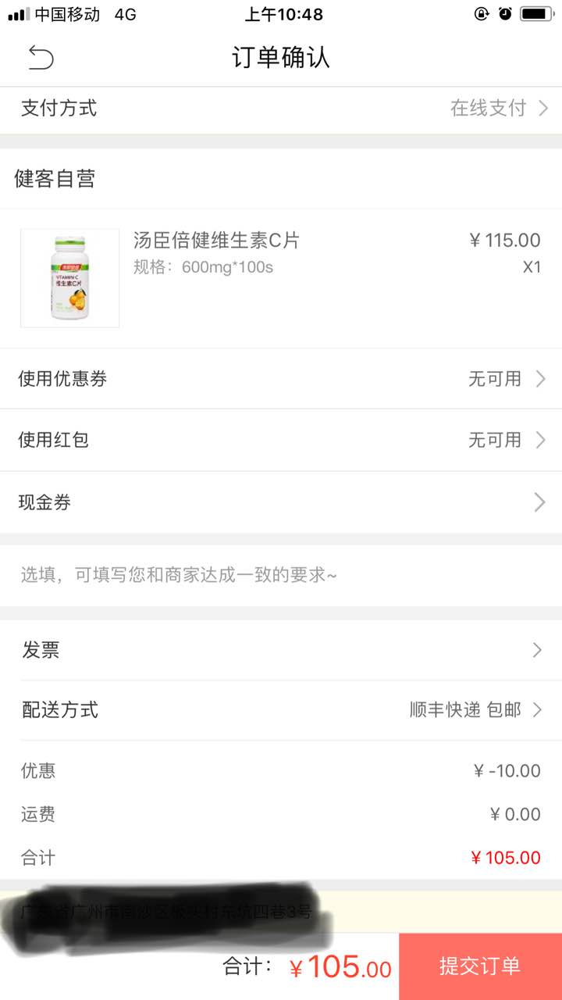 中国移动 4G 上午10:48
订单确认
支付方式 在线支付
健客自营
汤臣倍健维生素C片 ¥115.00
规格：600mg*100s X1
VITAMIN C
维生素C片
使用优惠券 无可用
使用红包 无可用
现金券
选填，可填写您和商家达成一致的要求~
发票
配送方式 顺丰快递 包邮
优惠 ¥-10.00
运费 ¥0.00
合计 ¥105.00
合计：¥105.00 提交订单